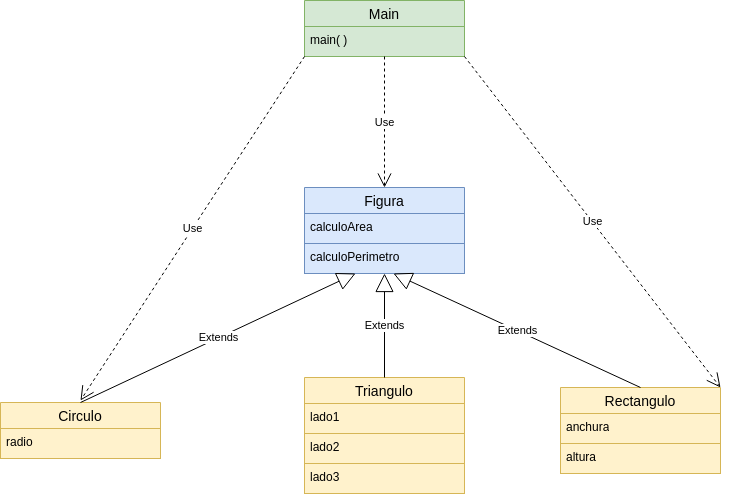 Main
main( )
Use
Use
Use
Figura
calculoArea
calculoPerimetro
Extends
Extends
Extends
Circulo
radio
Triangulo
lado1
lado2
lado3
Rectangulo
anchura
altura